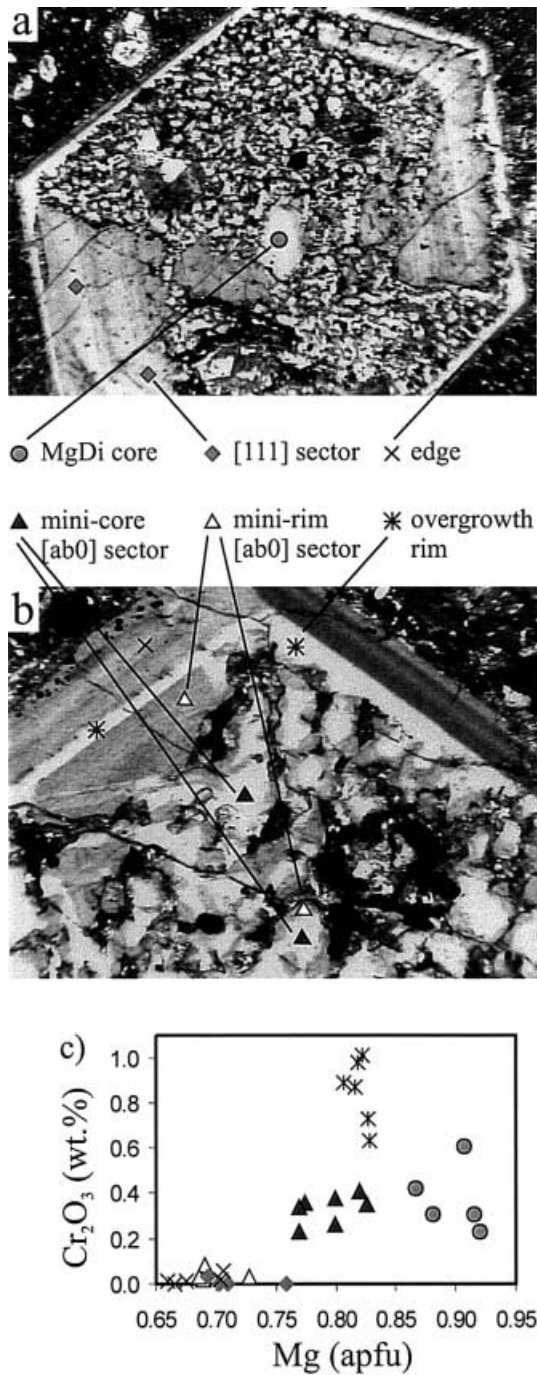 a
MgDi core [111] sector edge
mini-core mini-rim overgrowth
[ab0] sector [ab0] sector rim
b
c)
1.0
0.8
0.6
0.4
0.2
0.0
Cr₂O₃ (wt.%)
0.65 0.70 0.75 0.80 0.85 0.90 0.95
Mg (apfu)